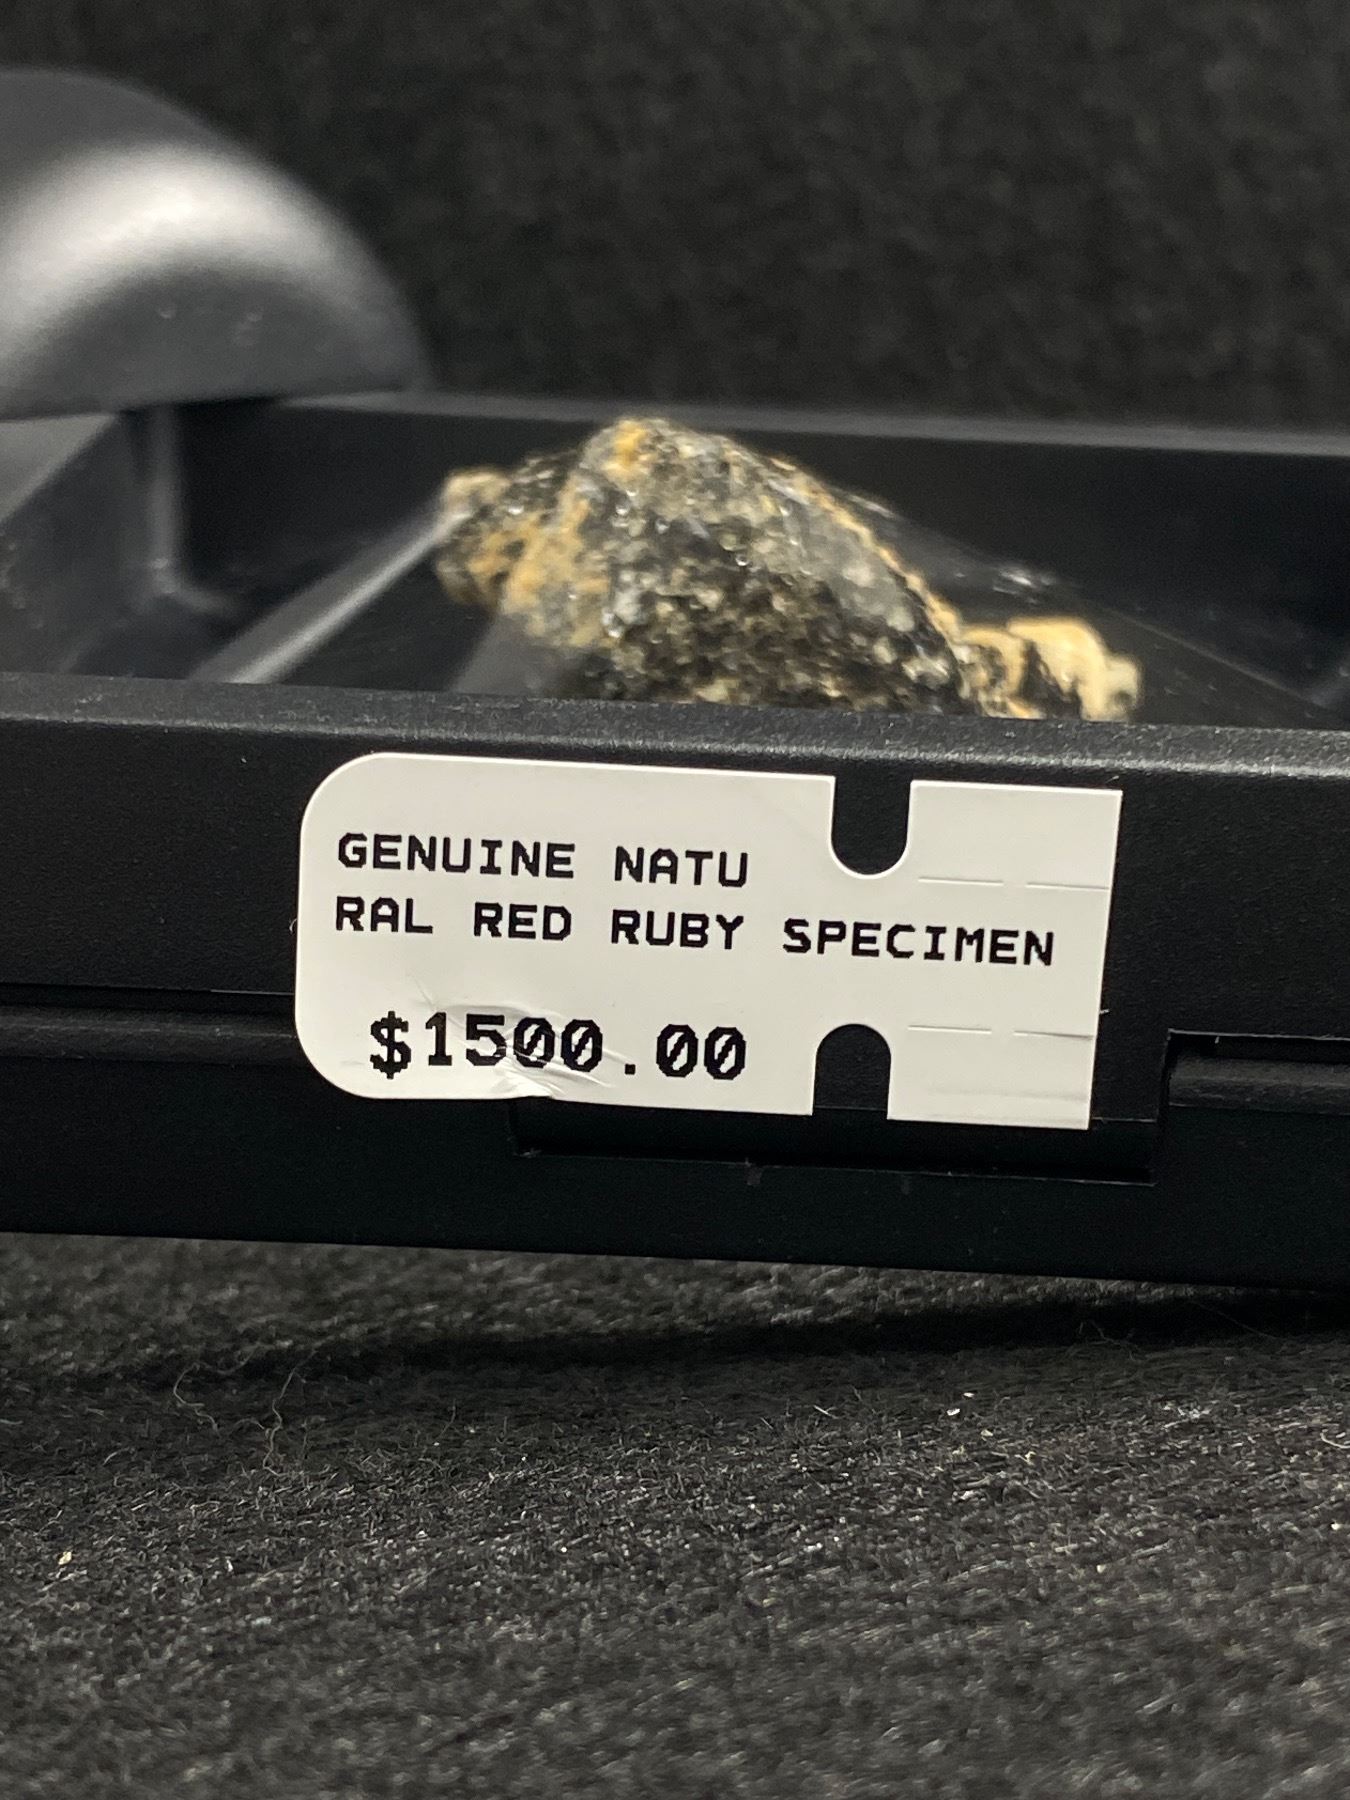 GENUINE NATU
RAL RED RUBY SPECIMEN
$1500.00